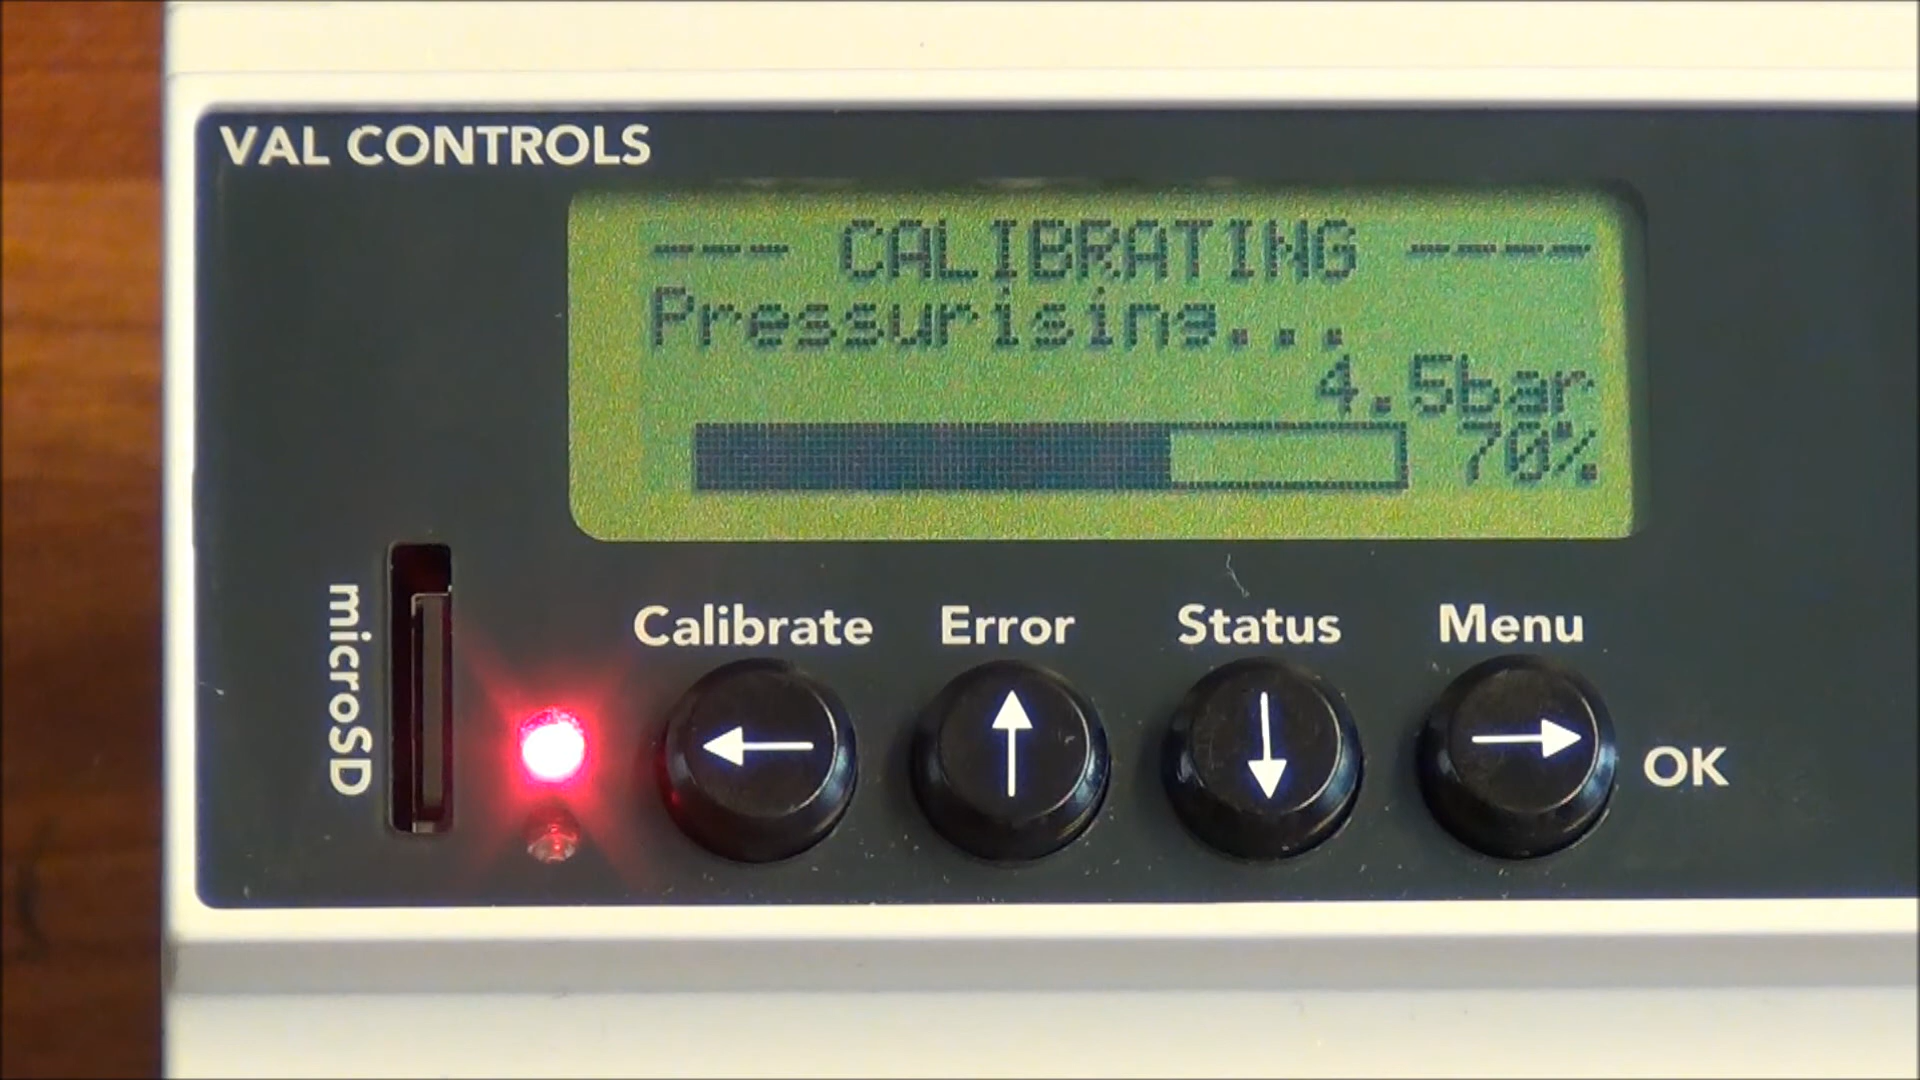 VAL CONTROLS
--- CALIBRATING ----
Pressurising...
4.5bar
70%
microSD
Calibrate
Error
Status
Menu
OK